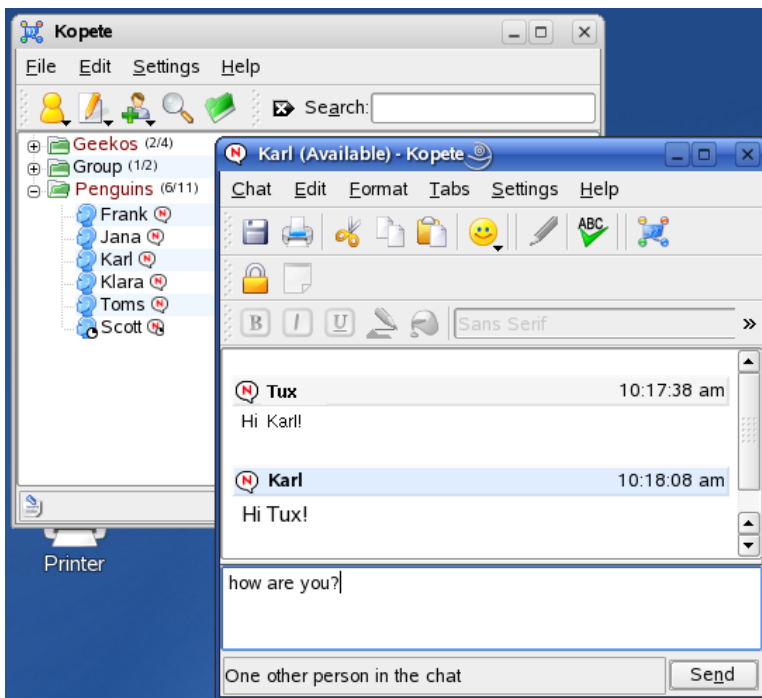 Kopete
File Edit Settings Help
Search:
Geekos (2/4)
Group (1/2)
Penguins (6/11)
Frank N
Jana N
Karl N
Klara N
Toms N
Scott N
Printer
N Karl (Available) - Kopete
Chat Edit Format Tabs Settings Help
ABC
B I U Sans Serif »
N Tux 10:17:38 am
Hi Karl!
N Karl 10:18:08 am
Hi Tux!
how are you?
One other person in the chat Send